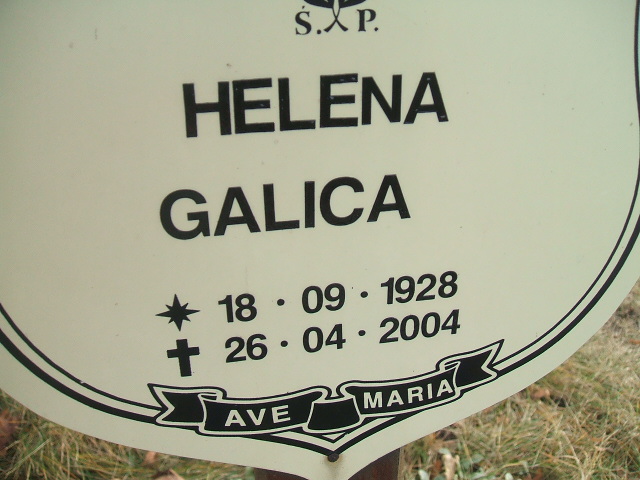 Ś. P.
HELENA
GALICA
18 · 09 · 1928
26 · 04 · 2004
AVE MARIA